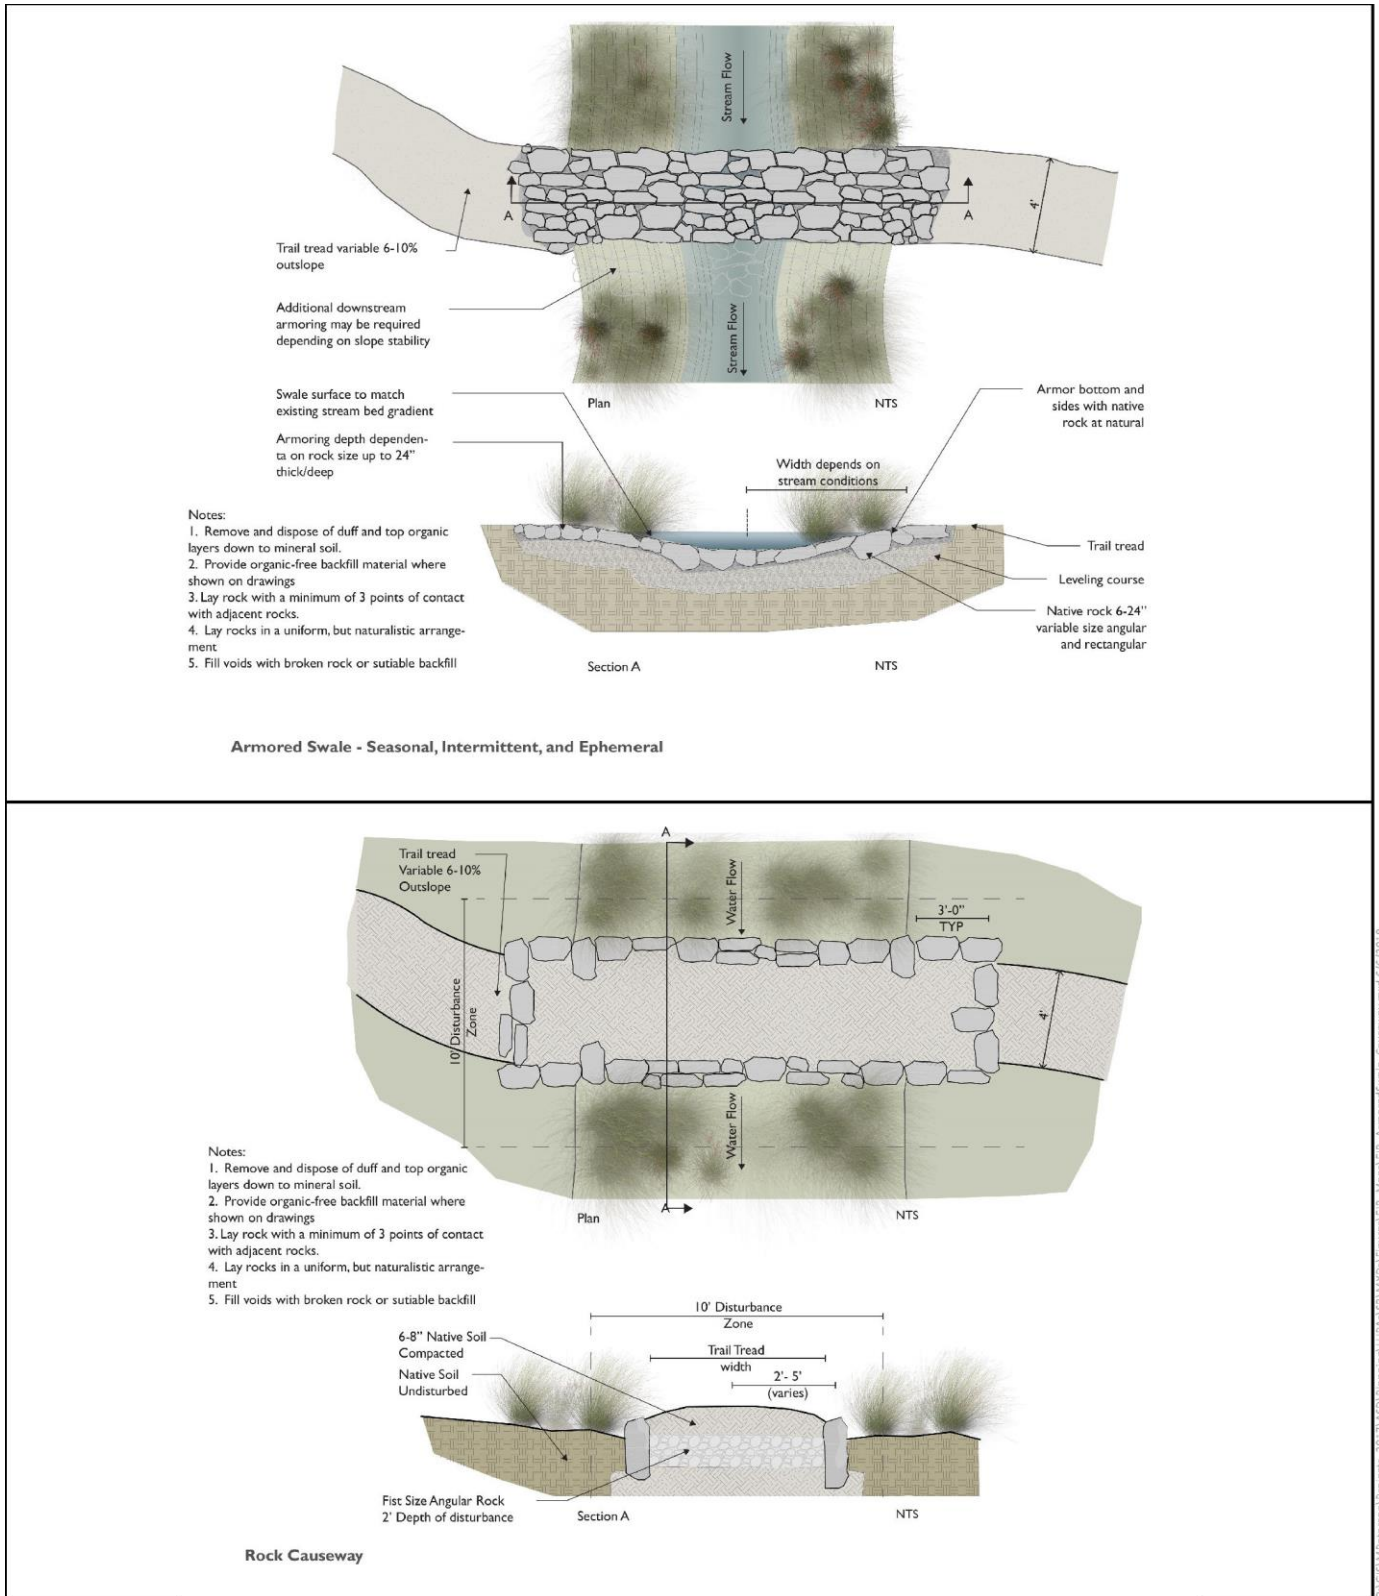 Stream Flow
A
A
4'
Trail tread variable 6-10%
outslope
Additional downstream
armoring may be required
depending on slope stability
Stream Flow
Plan
NTS
Swale surface to match
existing stream bed gradient
Armoring depth dependen-
ta on rock size up to 24”
thick/deep
Armor bottom and
sides with native
rock at natural
Width depends on
stream conditions
Notes:
1. Remove and dispose of duff and top organic
layers down to mineral soil.
2. Provide organic-free backfill material where
shown on drawings
3. Lay rock with a minimum of 3 points of contact
with adjacent rocks.
4. Lay rocks in a uniform, but naturalistic arrange-
ment
5. Fill voids with broken rock or sutiable backfill
Trail tread
Leveling course
Native rock 6-24”
variable size angular
and rectangular
Section A
NTS
Armored Swale - Seasonal, Intermittent, and Ephemeral
A
Trail tread
Variable 6-10%
Outslope
Water Flow
3'-0”
TYP
10' Disturbance
Zone
4'
Water Flow
A
Plan
NTS
Notes:
1. Remove and dispose of duff and top organic
layers down to mineral soil.
2. Provide organic-free backfill material where
shown on drawings
3. Lay rock with a minimum of 3 points of contact
with adjacent rocks.
4. Lay rocks in a uniform, but naturalistic arrange-
ment
5. Fill voids with broken rock or sutiable backfill
10' Disturbance
Zone
6-8” Native Soil
Compacted
Trail Tread
width
Native Soil
Undisturbed
2'- 5'
(varies)
Fist Size Angular Rock
2' Depth of disturbance
Section A
NTS
Rock Causeway